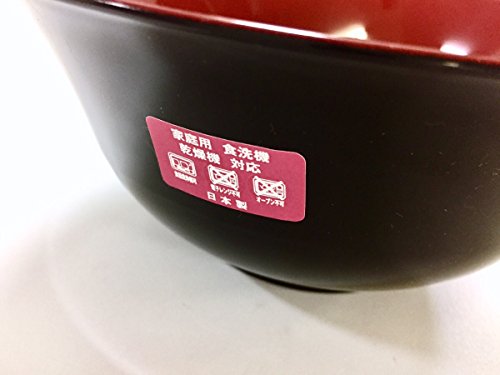 家庭用 食洗機
乾燥機 対応
電子レンジ不可
オーブン不可
日本製